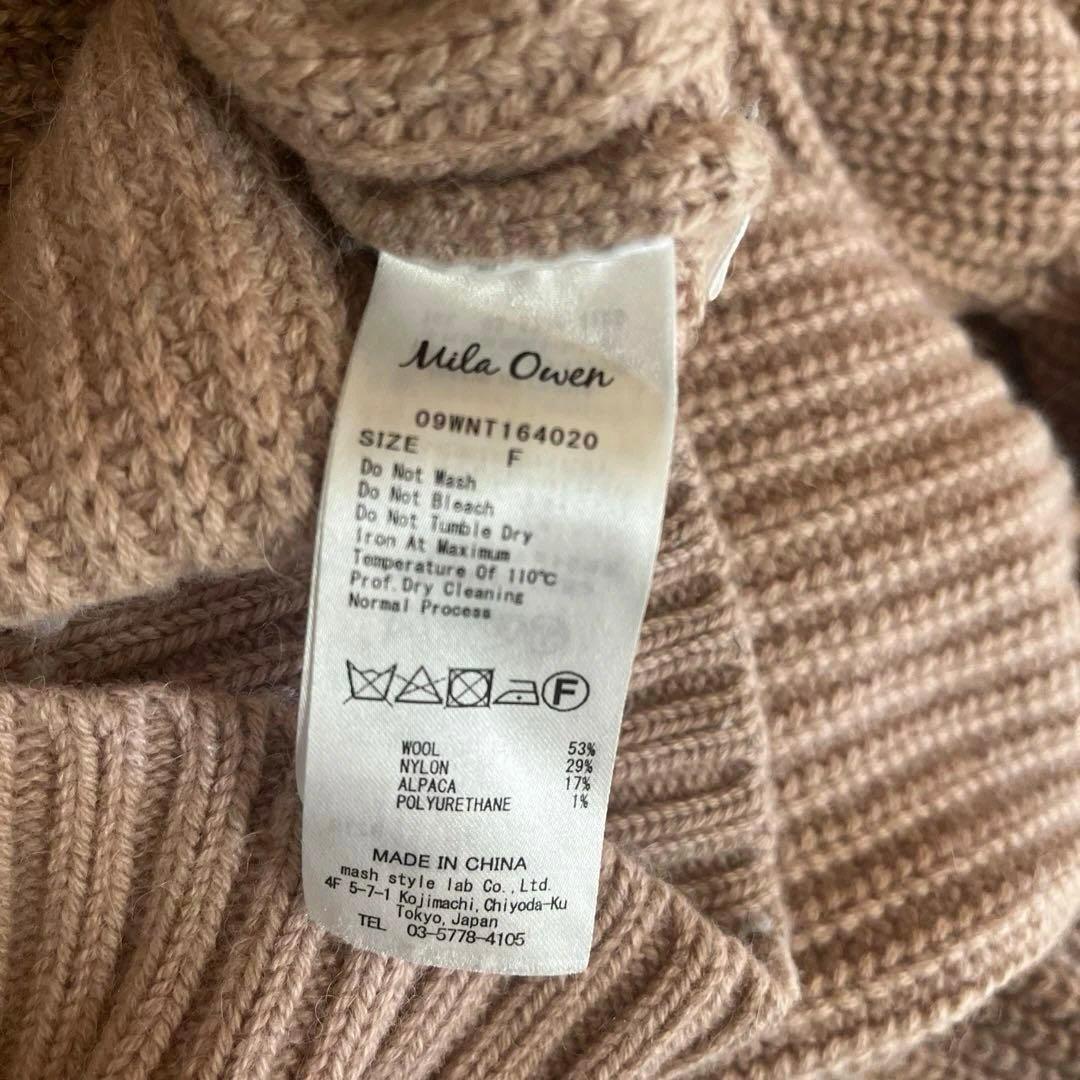 Mila Owen
09WNT164020
SIZE F
Do Not Wash
Do Not Bleach
Do Not Tumble Dry
Iron At Maximum
Temperature Of 110℃
Prof.Dry Cleaning
Normal Process
F
WOOL 53%
NYLON 29%
ALPACA 17%
POLYURETHANE 1%
MADE IN CHINA
mash style lab Co.,Ltd.
4F 5-7-1 Kojimachi, Chiyoda-Ku
Tokyo, Japan
TEL 03-5778-4105